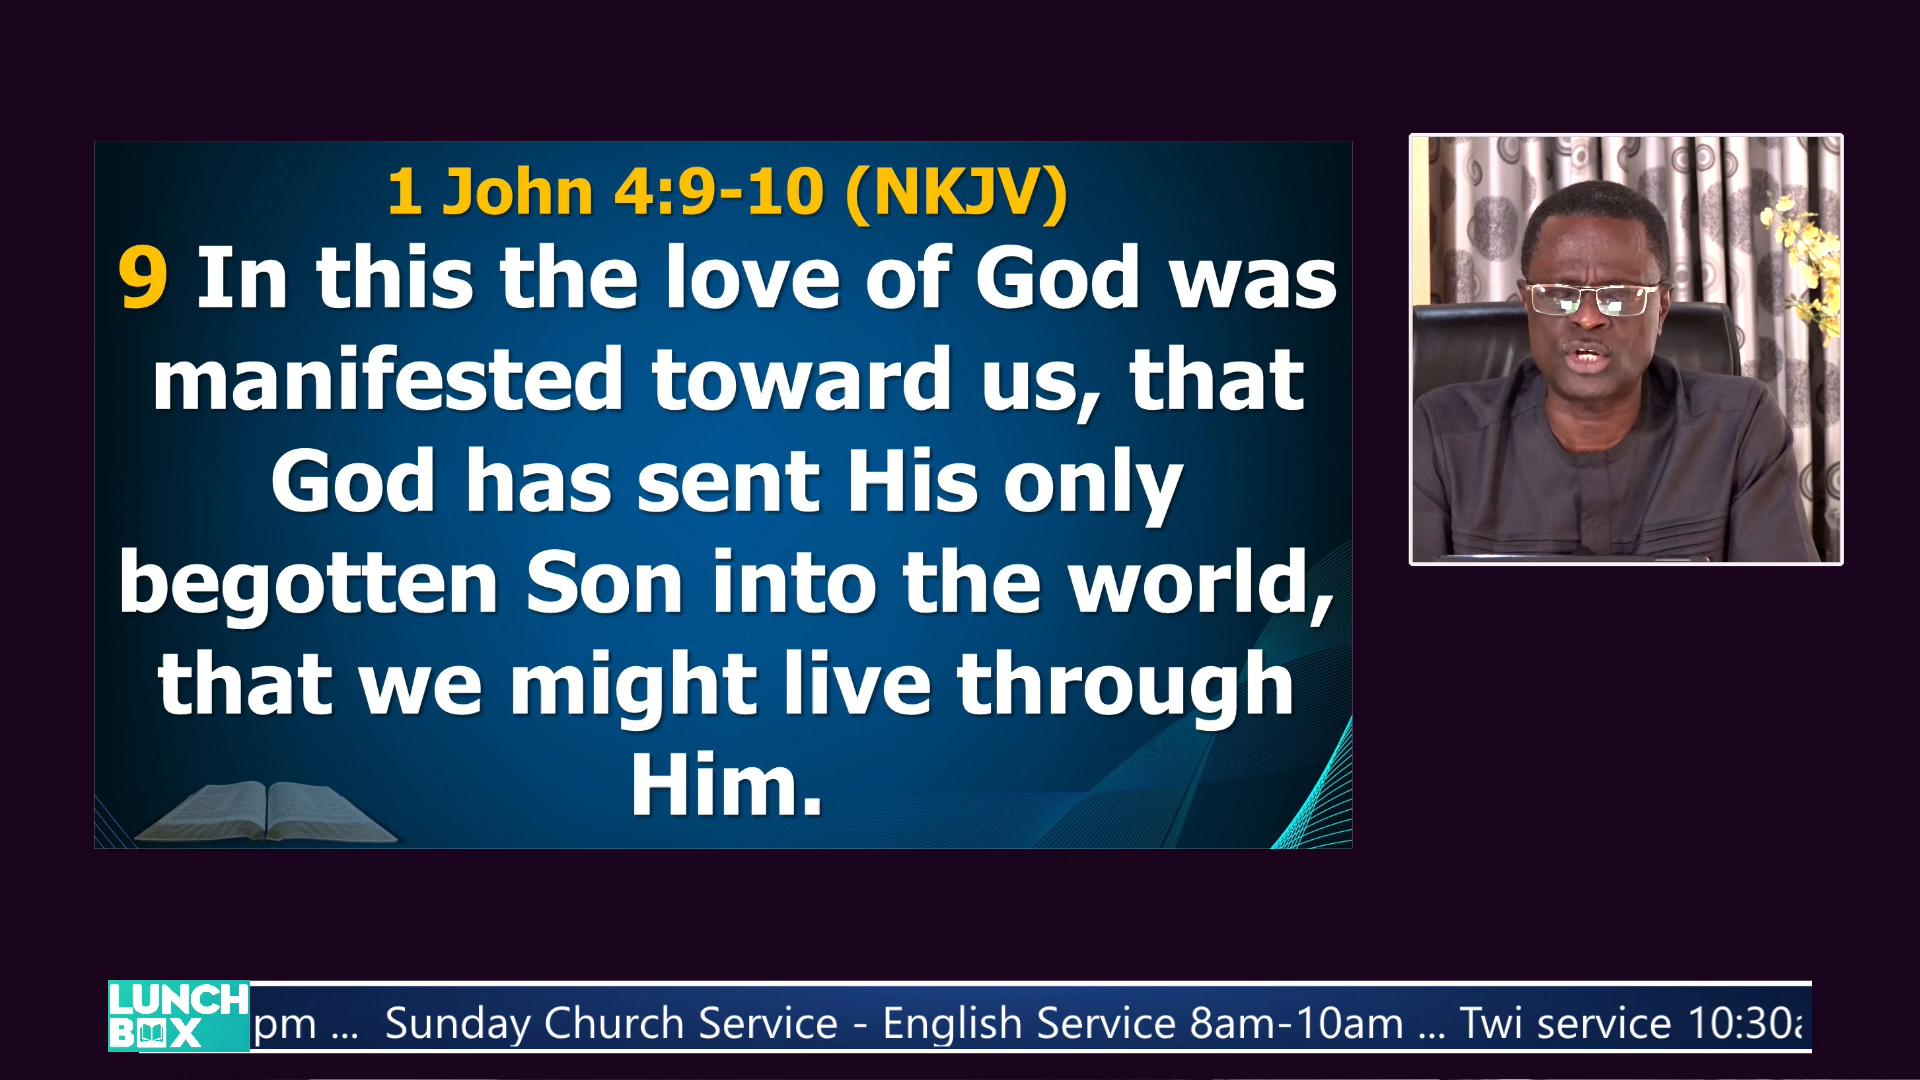 1 John 4:9-10 (NKJV)
9 In this the love of God was
manifested toward us, that
God has sent His only
begotten Son into the world,
that we might live through
Him.
LUNCH
BOX
pm ... Sunday Church Service - English Service 8am-10am ... Twi service 10:30a